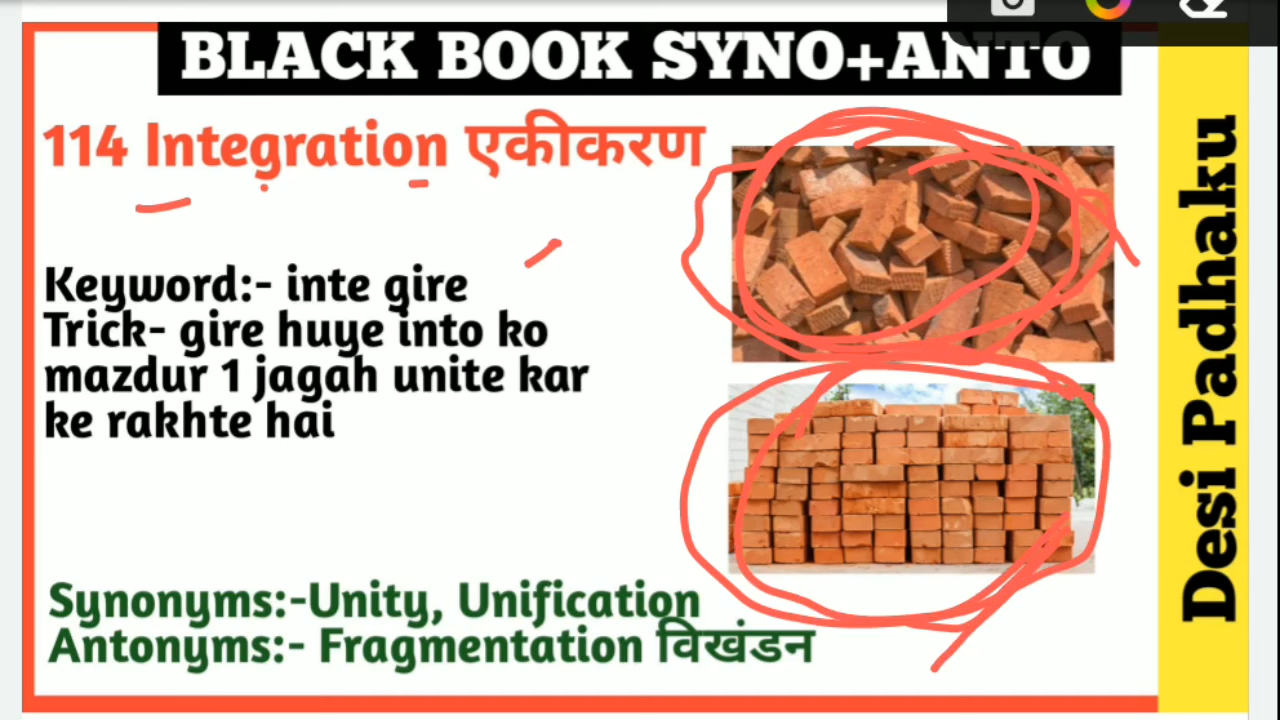 BLACK BOOK SYNO+ANTO
114 Integration एकीकरण
Keyword:- inte gire
Trick- gire huye into ko
mazdur 1 jagah unite kar
ke rakhte hai
Synonyms:-Unity, Unification
Antonyms:- Fragmentation विखंडन
Desi Padhaku